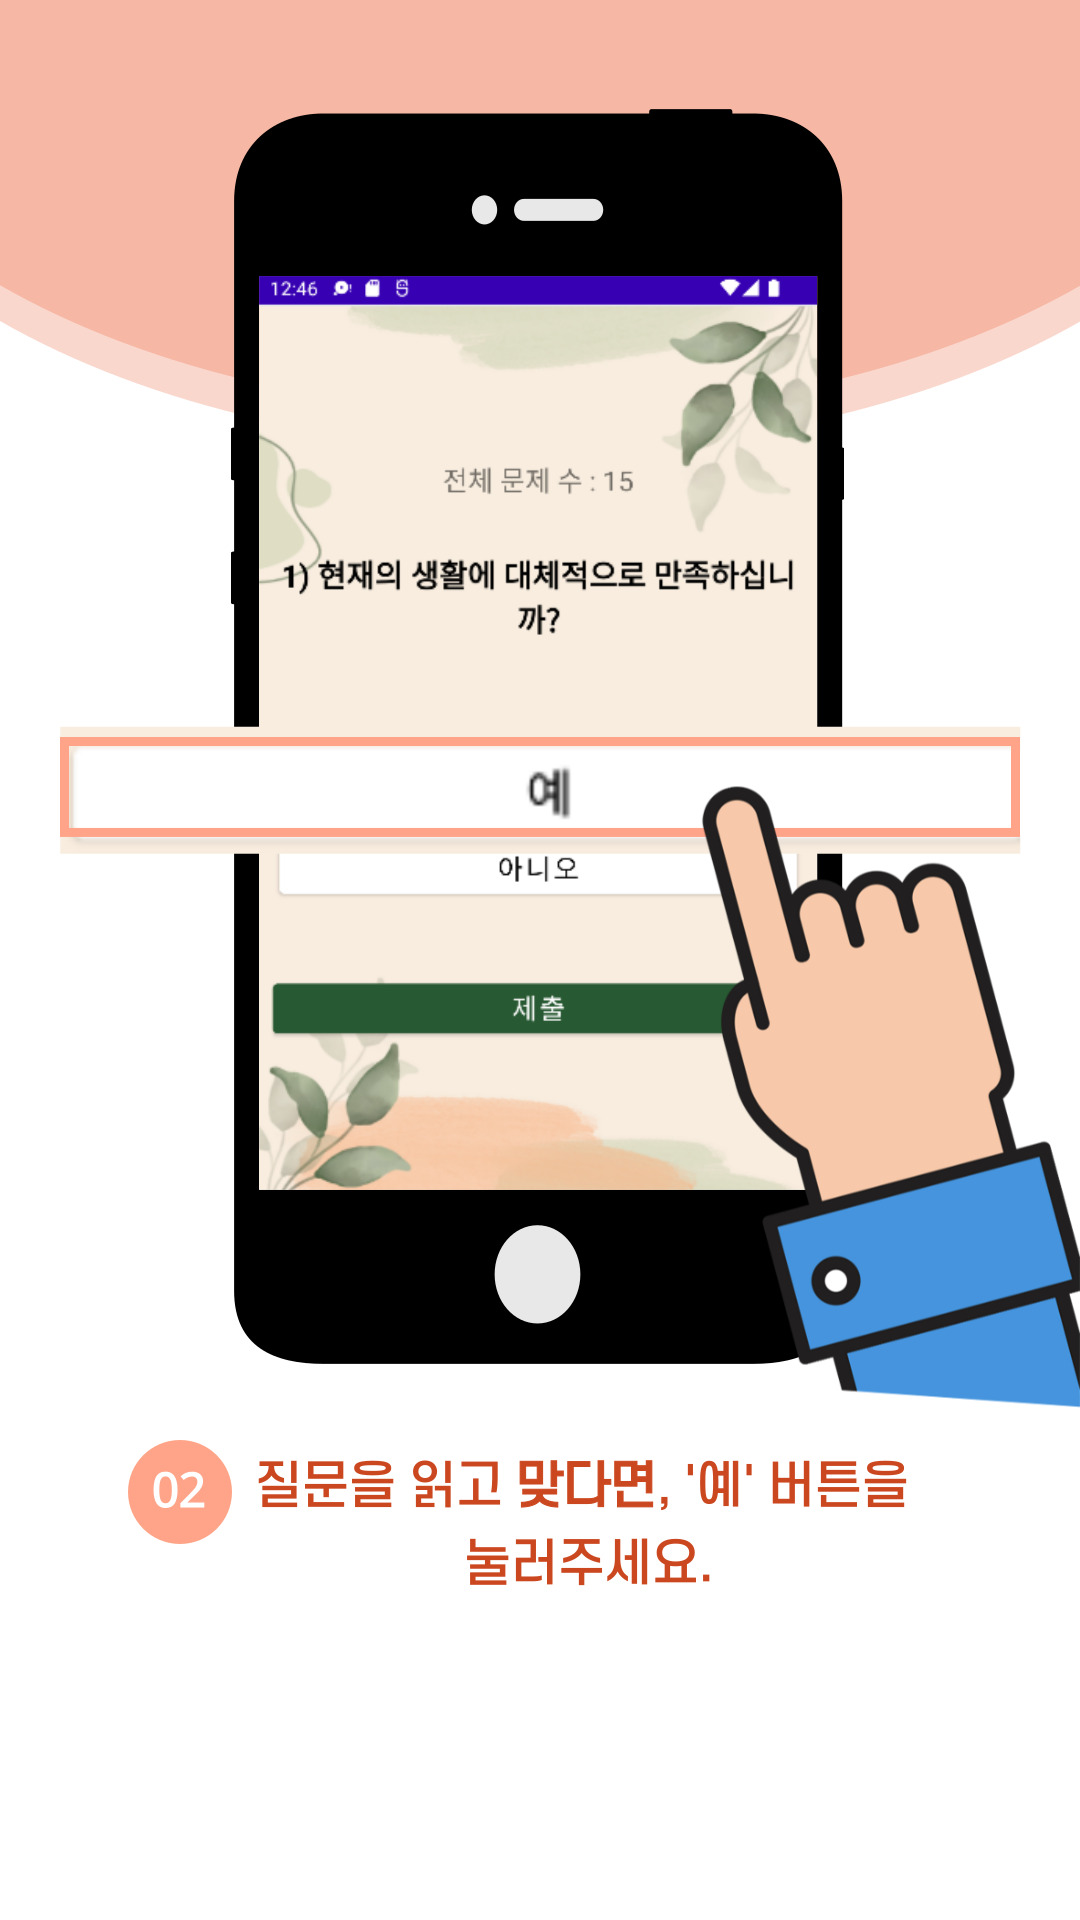 12:46
전체 문제 수 : 15
1) 현재의 생활에 대체적으로 만족하십니
까?
예
아니오
제출
02 질문을 읽고 맞다면, '예' 버튼을
눌러주세요.